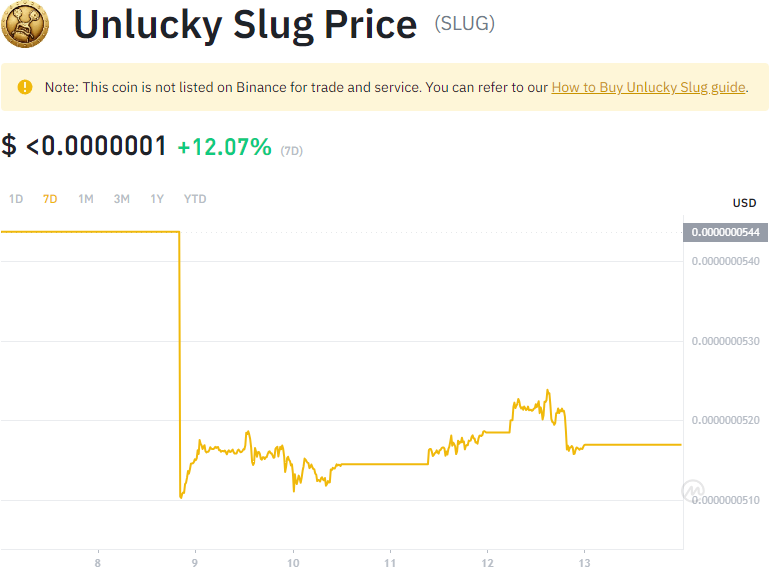 Unlucky Slug Price (SLUG)
Note: This coin is not listed on Binance for trade and service. You can refer to our How to Buy Unlucky Slug guide.
$ <0.0000001 +12.07% (7D)
1D 7D 1M 3M 1Y YTD
USD
0.0000000544
0.0000000540
0.0000000530
0.0000000520
0.0000000510
8 9 10 11 12 13